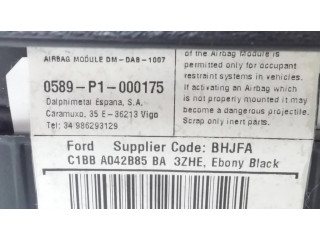 AIRBAG MODULE DM-DAB-1007
0589-P1-000175
Dalphimetal Espana, S.A.
Caramuxo, 35 E-36213 Vigo
Tel: 34 986293129
of the Airbag Module is
permitted only for occupant
restraint systems in vehicles.
If activating an Airbag which
is not properly mounted it may
become a dangerous projectile.
Scrap only inert parts.
Ford Supplier Code: BHJFA
C1BB A042B85 BA 3ZHE, Ebony Black